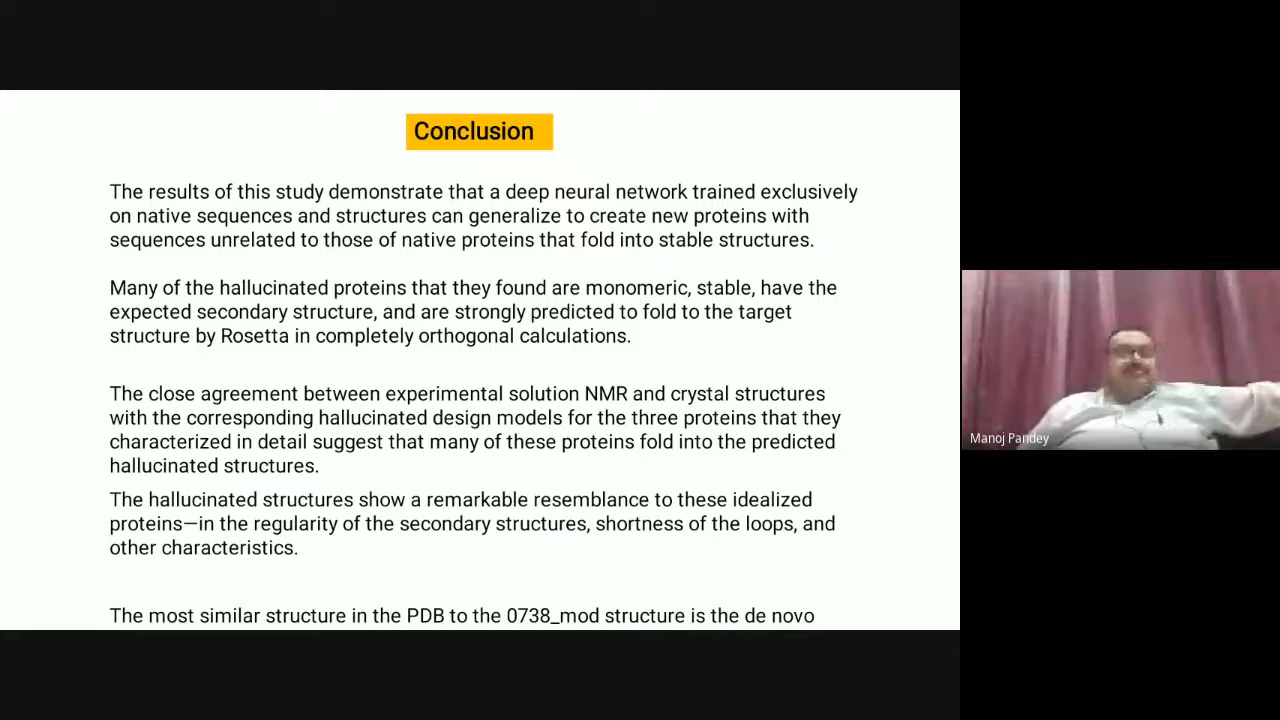 Conclusion
The results of this study demonstrate that a deep neural network trained exclusively
on native sequences and structures can generalize to create new proteins with
sequences unrelated to those of native proteins that fold into stable structures.
Many of the hallucinated proteins that they found are monomeric, stable, have the
expected secondary structure, and are strongly predicted to fold to the target
structure by Rosetta in completely orthogonal calculations.
The close agreement between experimental solution NMR and crystal structures
with the corresponding hallucinated design models for the three proteins that they
characterized in detail suggest that many of these proteins fold into the predicted
hallucinated structures.
The hallucinated structures show a remarkable resemblance to these idealized
proteins—in the regularity of the secondary structures, shortness of the loops, and
other characteristics.
The most similar structure in the PDB to the 0738_mod structure is the de novo
Manoj Pandey